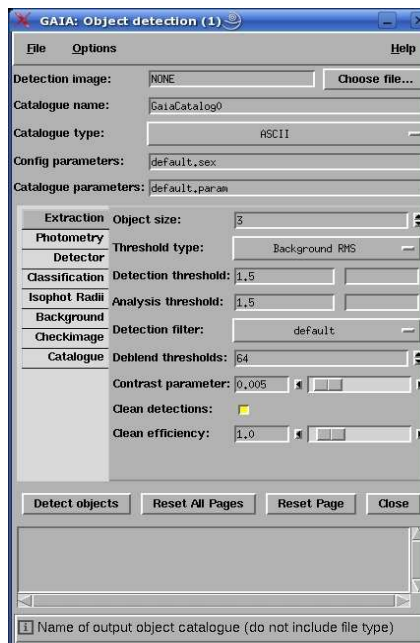 GAIA: Object detection (1)
File Options Help
Detection image: NONE Choose file...
Catalogue name: GaiaCatalog0
Catalogue type: ASCII
Config parameters: default.sex
Catalogue parameters: default.param
Extraction Object size: 3
Photometry
Detector Threshold type: Background RMS
Classification Detection threshold: 1.5
Isophot Radii Analysis threshold: 1.5
Background
Checkimage Detection filter: default
Catalogue Deblend thresholds: 64
Contrast parameter: 0.005
Clean detections:
Clean efficiency: 1.0
Detect objects Reset All Pages Reset Page Close
Name of output object catalogue (do not include file type)